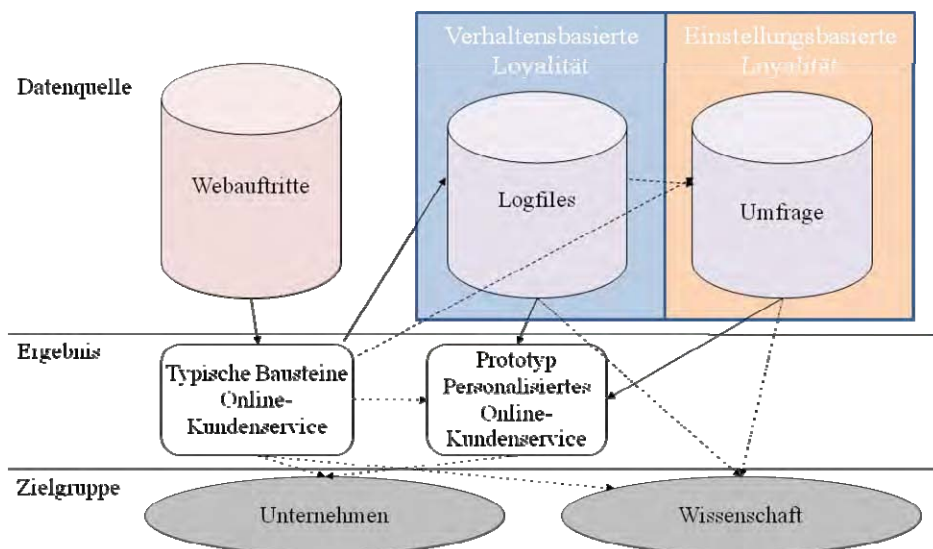 Verhaltensbasierte
Loyalität
Einstellungsbasierte
Loyalität
Datenquelle
Webauftritte
Logfiles
Umfrage
Ergebnis
Typische Bausteine
Online-
Kundenservice
Prototyp
Personalisiertes
Online-
Kundenservice
Zielgruppe
Unternehmen
Wissenschaft